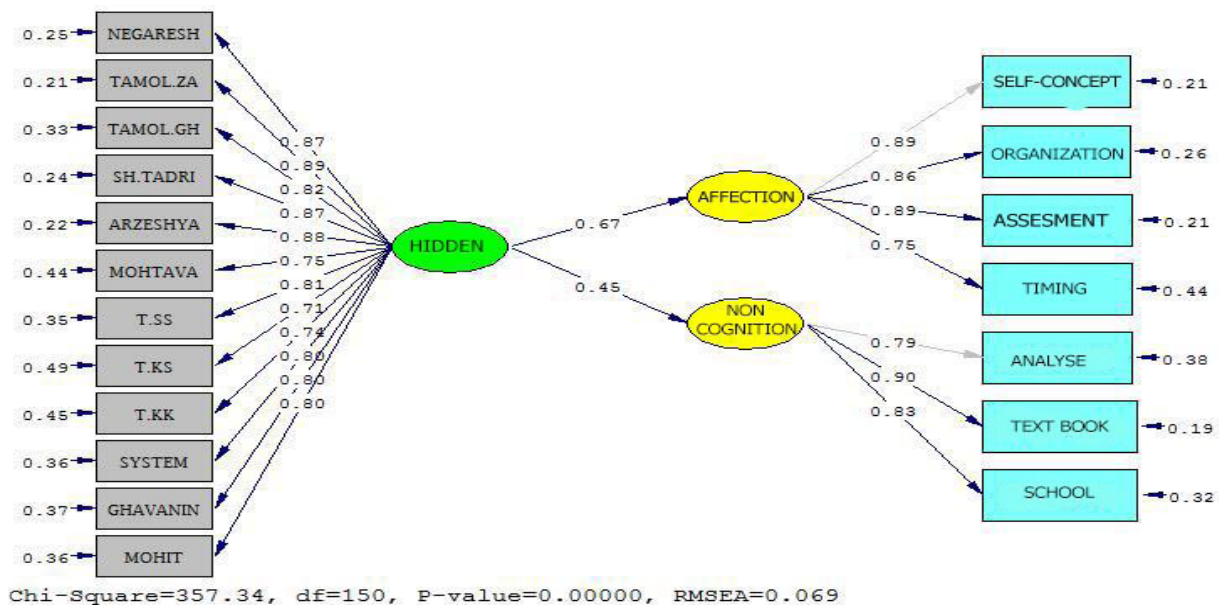 0.25 NEGARESH
0.21 TAMOL.ZA
0.33 TAMOL.GH
0.24 SH.TADRI
0.22 ARZESHYA
0.44 MOHTAVA
0.35 T.SS
0.49 T.KS
0.45 T.KK
0.36 SYSTEM
0.37 GHAVANIN
0.36 MOHIT
0.87
0.89
0.82
0.87
0.88
0.75
0.81
0.71
0.74
0.80
0.80
0.80
HIDDEN
0.67
0.45
AFFECTION
NON
COGNITION
0.89
0.86
0.89
0.75
0.79
0.90
0.83
SELF-CONCEPT 0.21
ORGANIZATION 0.26
ASSESMENT 0.21
TIMING 0.44
ANALYSE 0.38
TEXT BOOK 0.19
SCHOOL 0.32
Chi-Square=357.34, df=150, P-value=0.00000, RMSEA=0.069